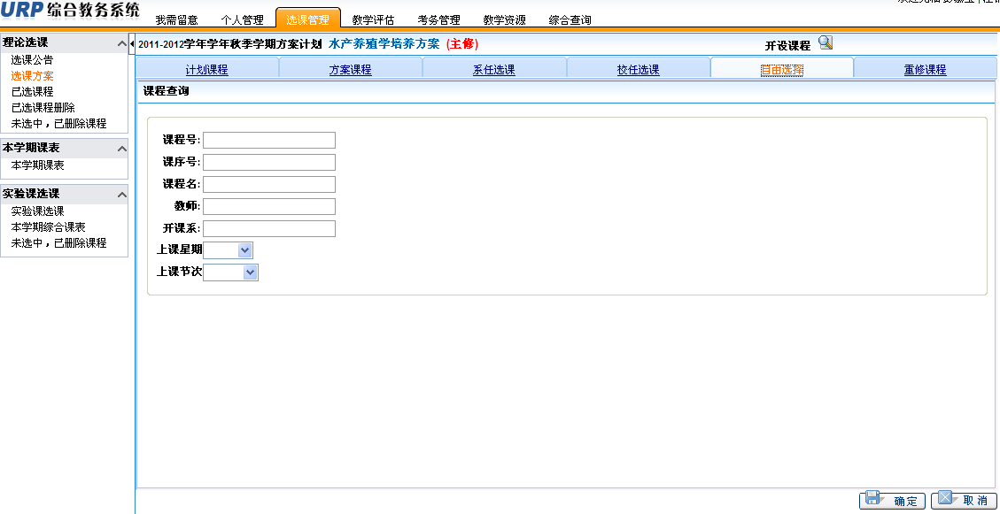 URP 综合教务系统
我需留意 个人管理 选课管理 教学评估 考务管理 教学资源 综合查询
理论选课
选课公告
选课方案
已选课程
已选课程删除
未选中，已删除课程
本学期课表
本学期课表
实验课选课
实验课选课
本学期综合课表
未选中，已删除课程
2011-2012学年学年秋季学期方案计划 水产养殖学培养方案 (主修) 开设课程
计划课程 方案课程 系任选课 校任选课 自由选择 重修课程
课程查询
课程号:
课序号:
课程名:
教师:
开课系:
上课星期
上课节次
确定 取消